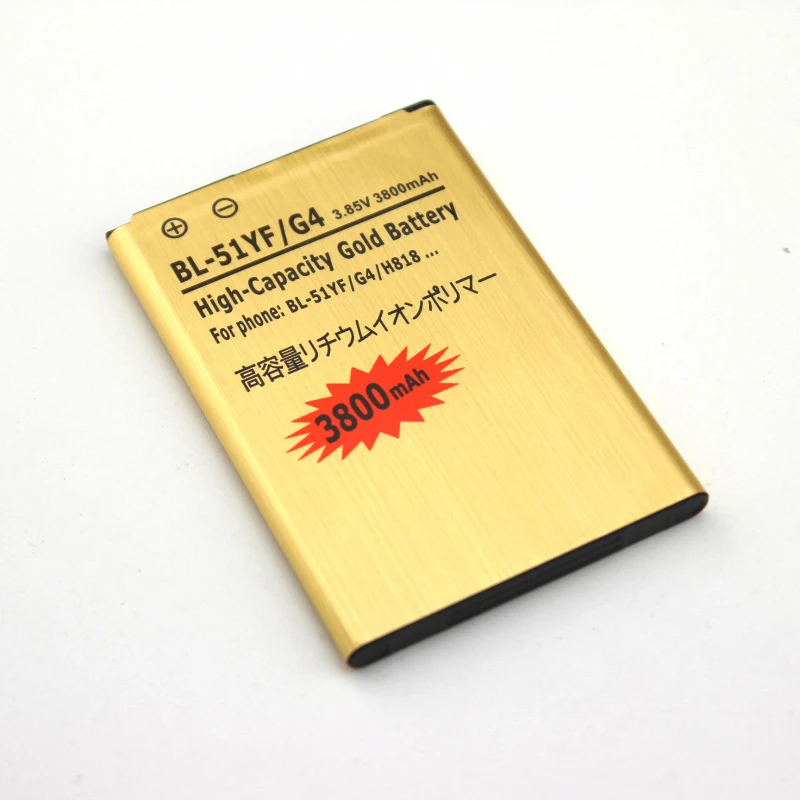 ⊕ ⊖
BL-51YF/G4 3.85V 3800mAh
High-Capacity Gold Battery
For phone: BL-51YF/G4/H818 ...
高容量リチウムイオンポリマー
3800mAh